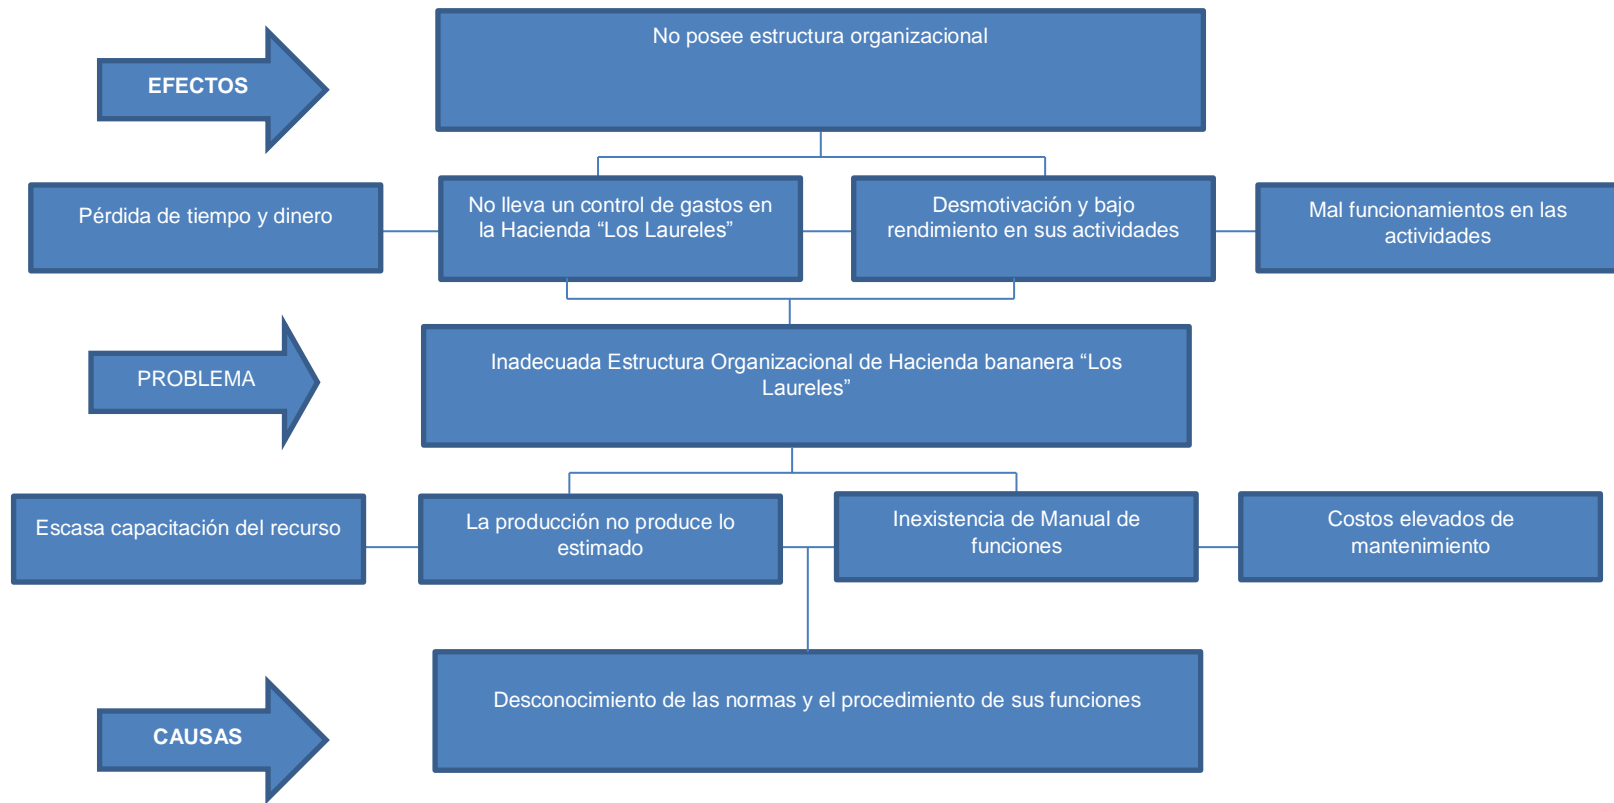 No posee estructura organizacional
EFECTOS
Pérdida de tiempo y dinero
No lleva un control de gastos en
la Hacienda “Los Laureles”
Desmotivación y bajo
rendimiento en sus actividades
Mal funcionamientos en las
actividades
PROBLEMA
Inadecuada Estructura Organizacional de Hacienda bananera “Los
Laureles”
Escasa capacitación del recurso
La producción no produce lo
estimado
Inexistencia de Manual de
funciones
Costos elevados de
mantenimiento
Desconocimiento de las normas y el procedimiento de sus funciones
CAUSAS